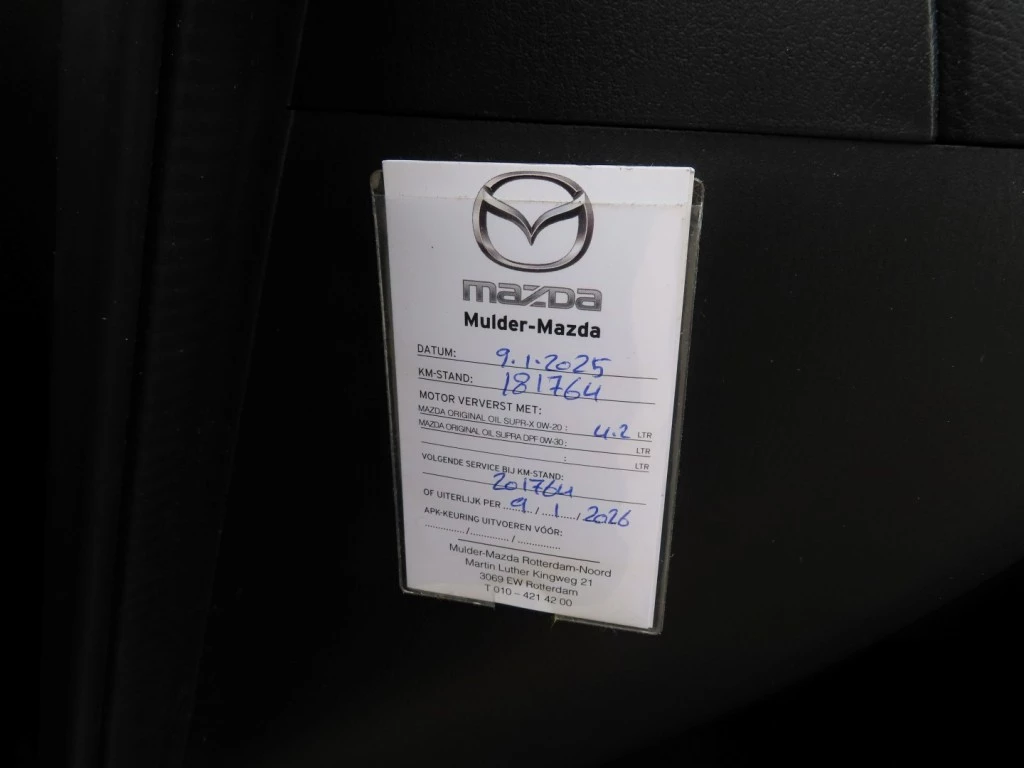 mazda
Mulder-Mazda
DATUM: 9.1.2025
KM-STAND: 181764
MOTOR VERVERST MET:
MAZDA ORIGINAL OIL SUPR-X 0W-20 : 4.2 LTR
MAZDA ORIGINAL OIL SUPRA DPF 0W-30 : LTR
: LTR
VOLGENDE SERVICE BIJ KM-STAND:
201764
OF UITERLIJK PER 9 / 1 / 2026
APK-KEURING UITVOEREN VÓÓR:
............./............./..............
Mulder-Mazda Rotterdam-Noord
Martin Luther Kingweg 21
3069 EW Rotterdam
T 010 – 421 42 00